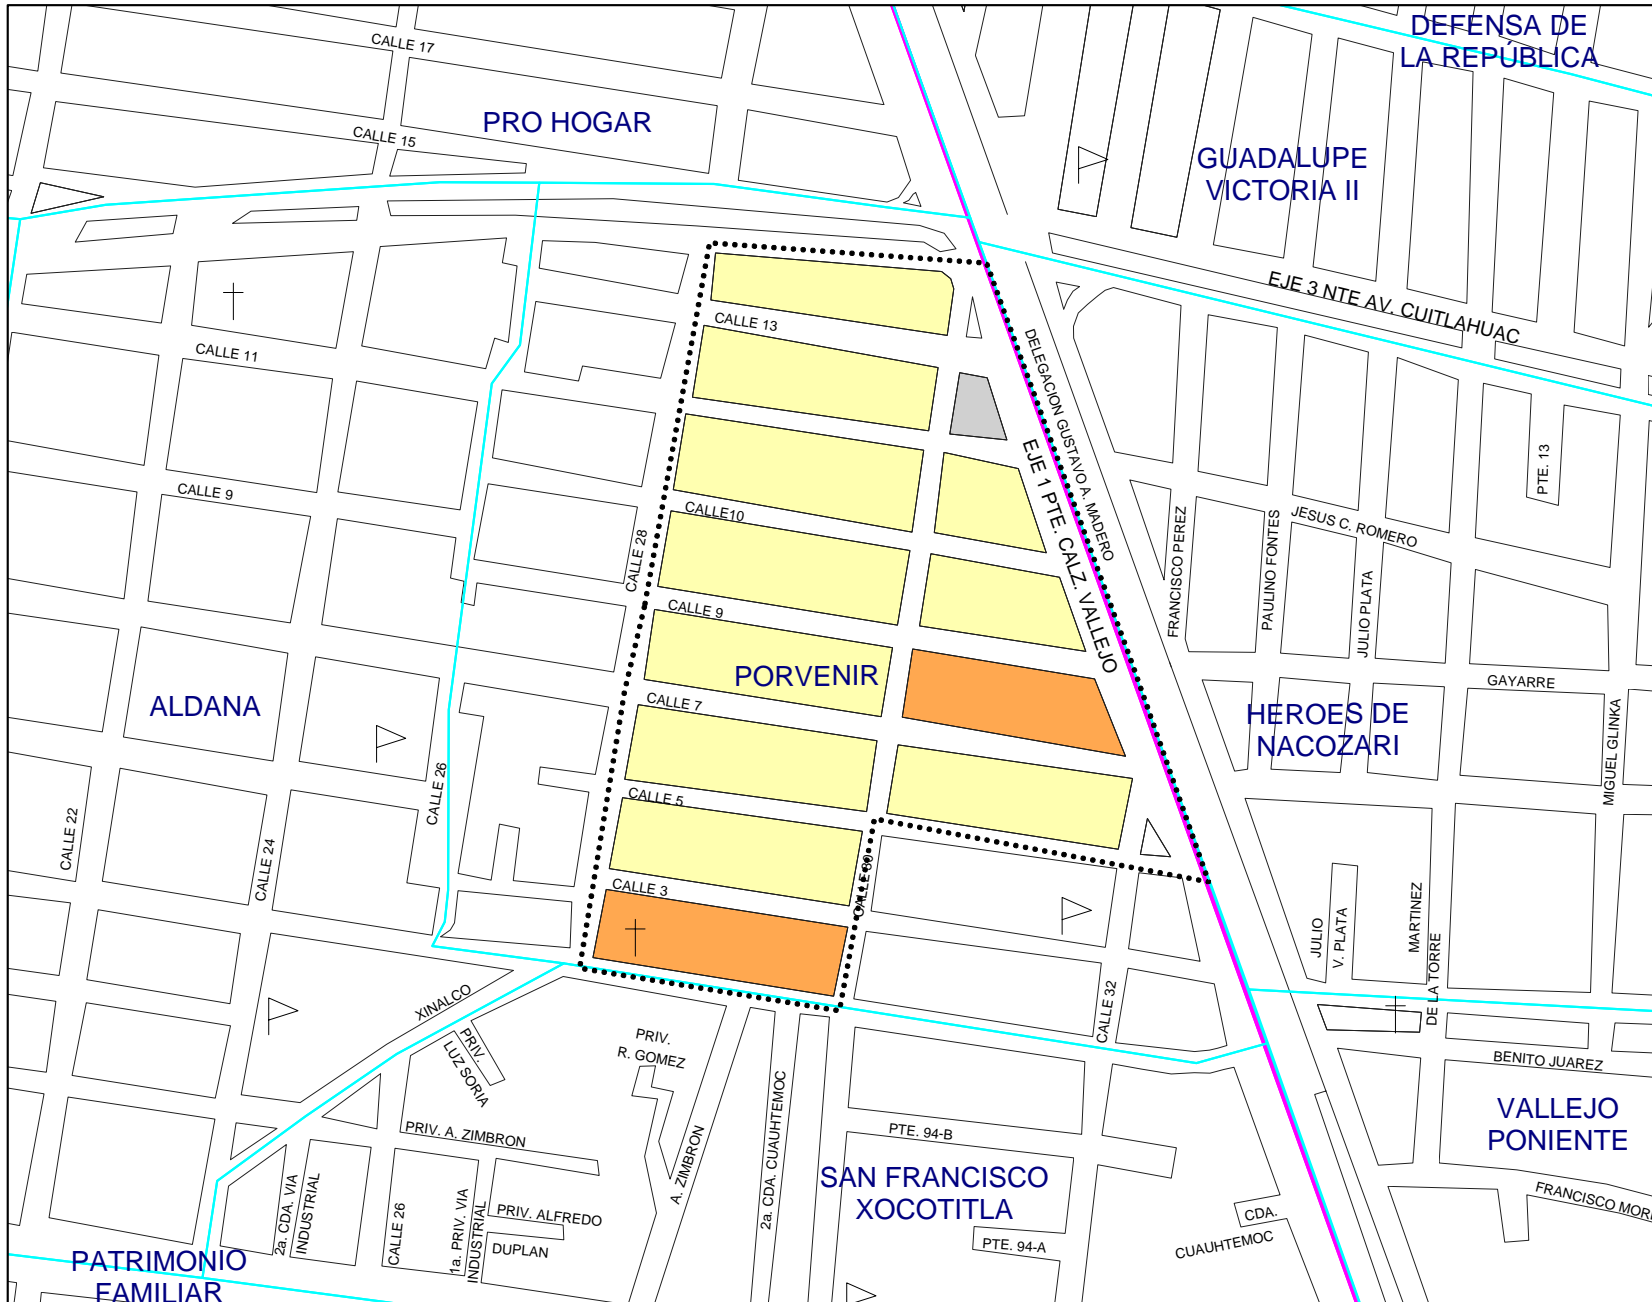 DEFENSA DE
LA REPÚBLICA
CALLE 17
PRO HOGAR
CALLE 15
GUADALUPE
VICTORIA II
EJE 3 NTE AV. CUITLAHUAC
CALLE 13
CALLE 11
DELEGACION GUSTAVO A. MADERO
EJE 1 PTE. CALZ. VALLEJO
PTE. 13
CALLE 9
CALLE10
JESUS C. ROMERO
CALLE 28
FRANCISCO PEREZ
PAULINO FONTES
JULIO PLATA
CALLE 9
PORVENIR
GAYARRE
ALDANA
CALLE 7
HEROES DE
NACOZARI
MIGUEL GLINKA
CALLE 26
CALLE 5
CALLE 22
CALLE 24
CALLE 3
CALLE 30
JULIO
V. PLATA
MARTINEZ
DE LA TORRE
XINALCO
CALLE 32
PRIV.
LUZ SORIA
PRIV.
R. GOMEZ
BENITO JUAREZ
2a. CDA. CUAUHTEMOC
VALLEJO
PONIENTE
PRIV. A. ZIMBRON
A. ZIMBRON
PTE. 94-B
SAN FRANCISCO
XOCOTITLA
2a. CDA. VIA
INDUSTRIAL
CALLE 26
1a. PRIV. VIA
INDUSTRIAL
PRIV. ALFREDO
DUPLAN
CDA.
CUAUHTEMOC
FRANCISCO MOR
PTE. 94-A
PATRIMONIO
FAMILIAR